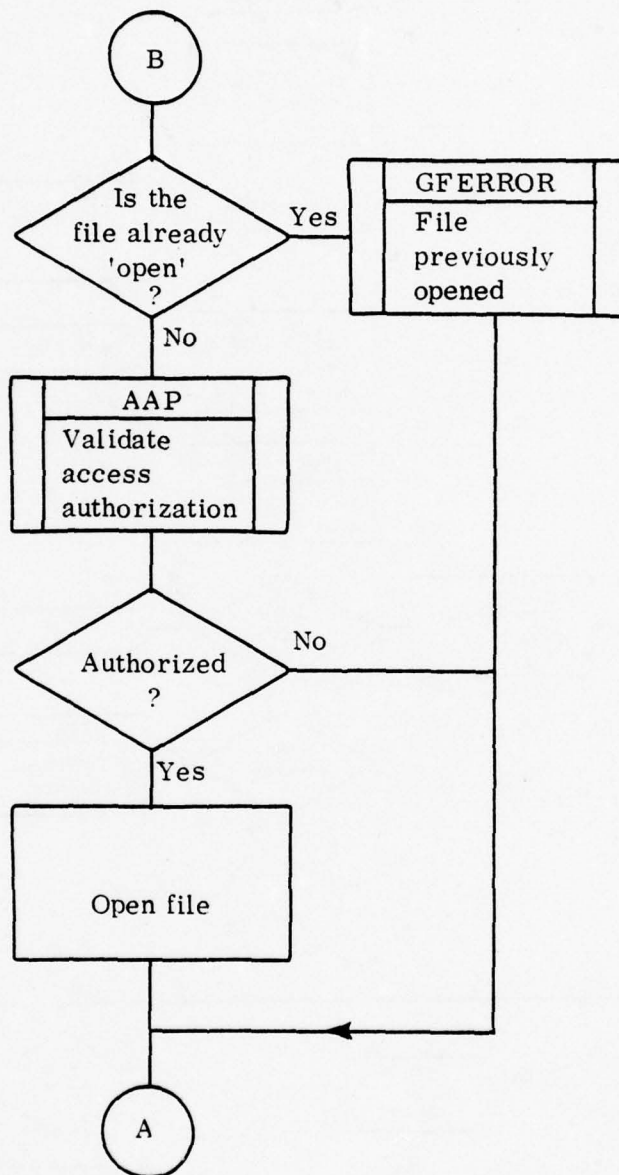 B
Is the
file already
'open'
?
Yes
GFERROR
File
previously
opened
No
AAP
Validate
access
authorization
Authorized
?
No
Yes
Open file
A